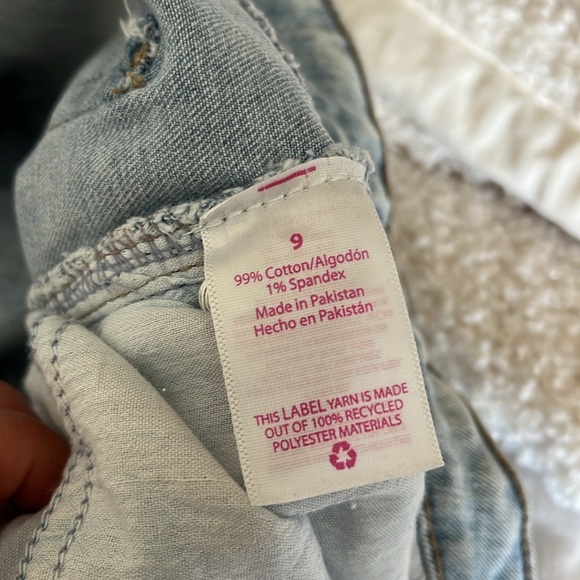 9
99% Cotton/Algodón
1% Spandex
Made in Pakistan
Hecho en Pakistán
THIS LABEL YARN IS MADE
OUT OF 100% RECYCLED
POLYESTER MATERIALS